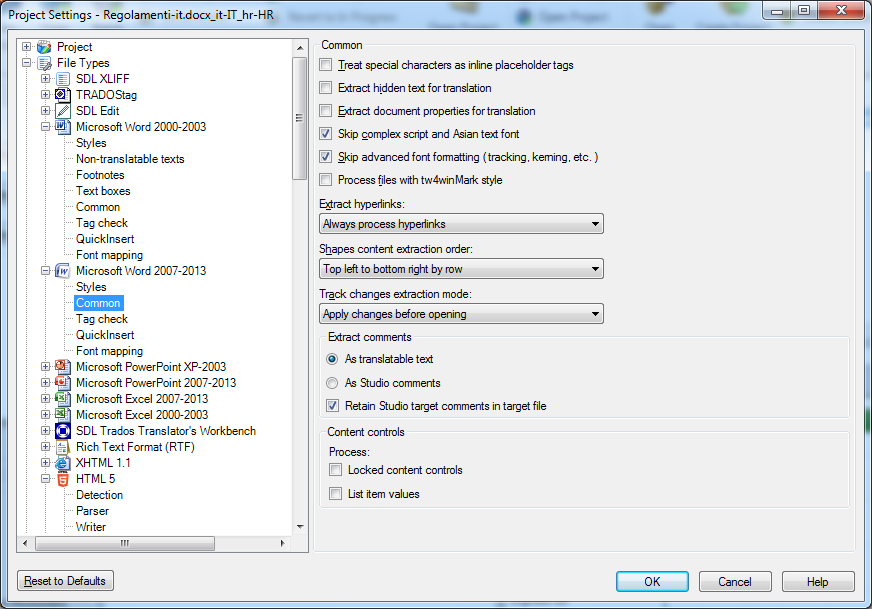 Project Settings - Regolamenti-it.docx_it-IT_hr-HR
Project
File Types
SDL XLIFF
TRADOStag
SDL Edit
Microsoft Word 2000-2003
Styles
Non-translatable texts
Footnotes
Text boxes
Common
Tag check
QuickInsert
Font mapping
Microsoft Word 2007-2013
Styles
Common
Tag check
QuickInsert
Font mapping
Microsoft PowerPoint XP-2003
Microsoft PowerPoint 2007-2013
Microsoft Excel 2007-2013
Microsoft Excel 2000-2003
SDL Trados Translator's Workbench
Rich Text Format (RTF)
XHTML 1.1
HTML 5
Detection
Parser
Writer
Common
Treat special characters as inline placeholder tags
Extract hidden text for translation
Extract document properties for translation
Skip complex script and Asian text font
Skip advanced font formatting ( tracking, kerning, etc. )
Process files with tw4winMark style
Extract hyperlinks:
Always process hyperlinks
Shapes content extraction order:
Top left to bottom right by row
Track changes extraction mode:
Apply changes before opening
Extract comments
As translatable text
As Studio comments
Retain Studio target comments in target file
Content controls
Process:
Locked content controls
List item values
Reset to Defaults
OK
Cancel
Help